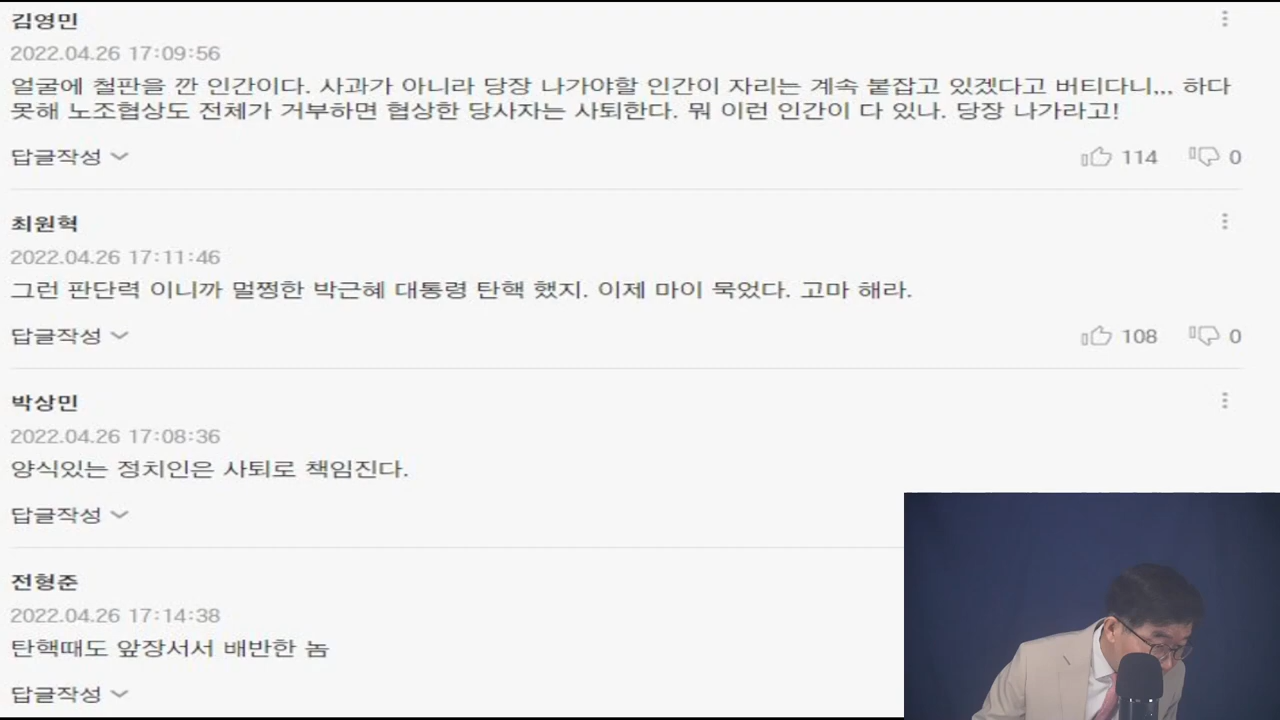 김영민
2022.04.26 17:09:56
얼굴에 철판을 깐 인간이다. 사과가 아니라 당장 나가야할 인간이 자리는 계속 붙잡고 있겠다고 버티다니,,, 하다
못해 노조협상도 전체가 거부하면 협상한 당사자는 사퇴한다. 뭐 이런 인간이 다 있나. 당장 나가라고!
답글작성
114 0
최원혁
2022.04.26 17:11:46
그런 판단력 이니까 멀쩡한 박근혜 대통령 탄핵 했지. 이제 마이 묵었다. 고마 해라.
답글작성
108 0
박상민
2022.04.26 17:08:36
양식있는 정치인은 사퇴로 책임진다.
답글작성
전형준
2022.04.26 17:14:38
탄핵때도 앞장서서 배반한 놈
답글작성